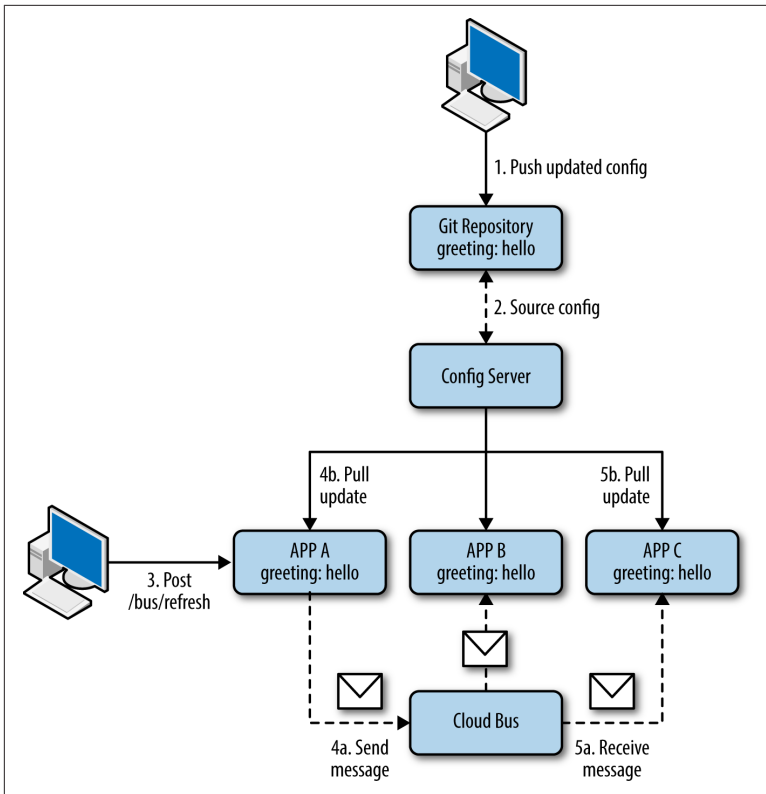 1. Push updated config
Git Repository
greeting: hello
2. Source config
Config Server
4b. Pull
update
5b. Pull
update
3. Post
/bus/refresh
APP A
greeting: hello
APP B
greeting: hello
APP C
greeting: hello
4a. Send
message
Cloud Bus
5a. Receive
message